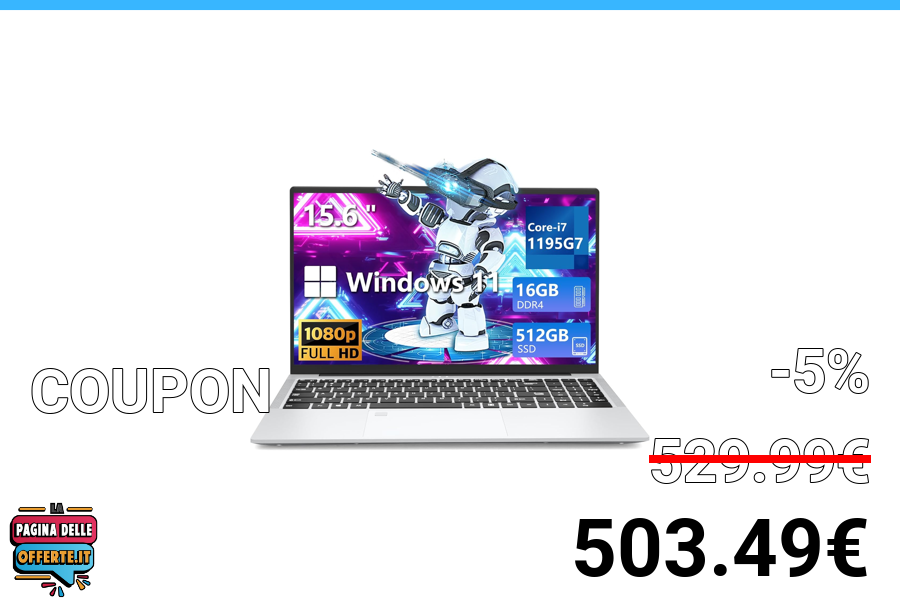 15.6"
Core-i7
1195G7
Windows 11
16GB
DDR4
1080p
FULL HD
512GB
SSD
SSD
COUPON
-5%
529.99€
503.49€
LA
PAGINA DELLE
OFFERTE.IT